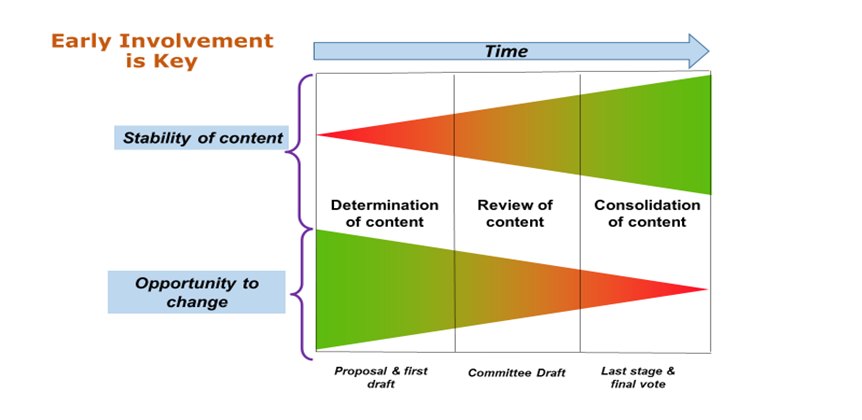 Early Involvement
is Key
Time
Stability of content
Determination
of content
Review of
content
Consolidation
of content
Opportunity to
change
Proposal & first
draft
Committee Draft
Last stage &
final vote